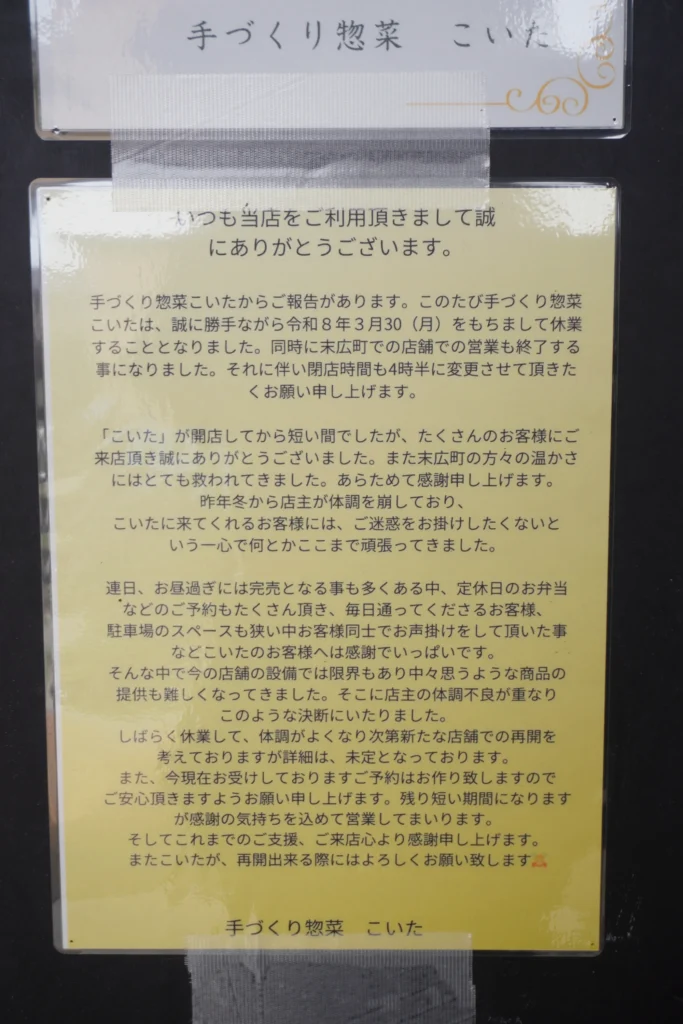 手づくり惣菜　こいた
いつも当店をご利用頂きまして誠
にありがとうございます。
手づくり惣菜こいたからご報告があります。このたび手づくり惣菜
こいたは、誠に勝手ながら令和８年３月30（月）をもちまして休業
することとなりました。同時に末広町での店舗での営業も終了する
事になりました。それに伴い閉店時間も4時半に変更させて頂きた
くお願い申し上げます。
「こいた」が開店してから短い間でしたが、たくさんのお客様にご
来店頂き誠にありがとうございました。また末広町の方々の温かさ
にはとても救われてきました。あらためて感謝申し上げます。
昨年冬から店主が体調を崩しており、
こいたに来てくれるお客様には、ご迷惑をお掛けしたくないと
いう一心で何とかここまで頑張ってきました。
連日、お昼過ぎには完売となる事も多くある中、定休日のお弁当
などのご予約もたくさん頂き、毎日通ってくださるお客様、
駐車場のスペースも狭い中お客様同士でお声掛けをして頂いた事
などこいたのお客様へは感謝でいっぱいです。
そんな中で今の店舗の設備では限界もあり中々思うような商品の
提供も難しくなってきました。そこに店主の体調不良が重なり
このような決断にいたりました。
しばらく休業して、体調がよくなり次第新たな店舗での再開を
考えておりますが詳細は、未定となっております。
また、今現在お受けしておりますご予約はお作り致しますので
ご安心頂きますようお願い申し上げます。残り短い期間になります
が感謝の気持ちを込めて営業してまいります。
そしてこれまでのご支援、ご来店心より感謝申し上げます。
またこいたが、再開出来る際にはよろしくお願い致します
手づくり惣菜　こいた